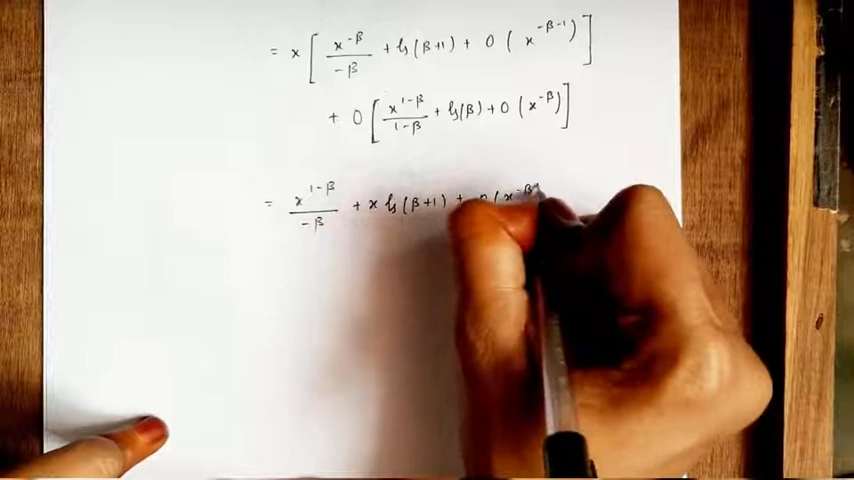 = x [ x^{-β} / -β + ζ(β+1) + O ( x^{-β-1} ) ]
+ O [ x^{1-β} / 1-β + ζ(β) + O ( x^{-β} ) ]
= x^{1-β} / -β + x ζ(β+1) + O ( x^{-β